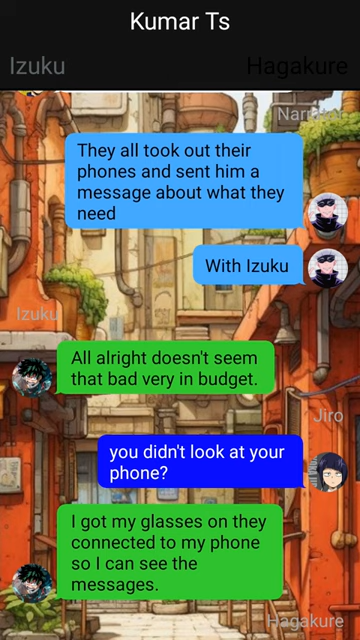 Kumar Ts
Izuku
Hagakure
Narrator
They all took out their
phones and sent him a
message about what they
need
With Izuku
Izuku
All alright doesn't seem
that bad very in budget.
Jiro
you didn't look at your
phone?
I got my glasses on they
connected to my phone
so I can see the
messages.
Hagakure